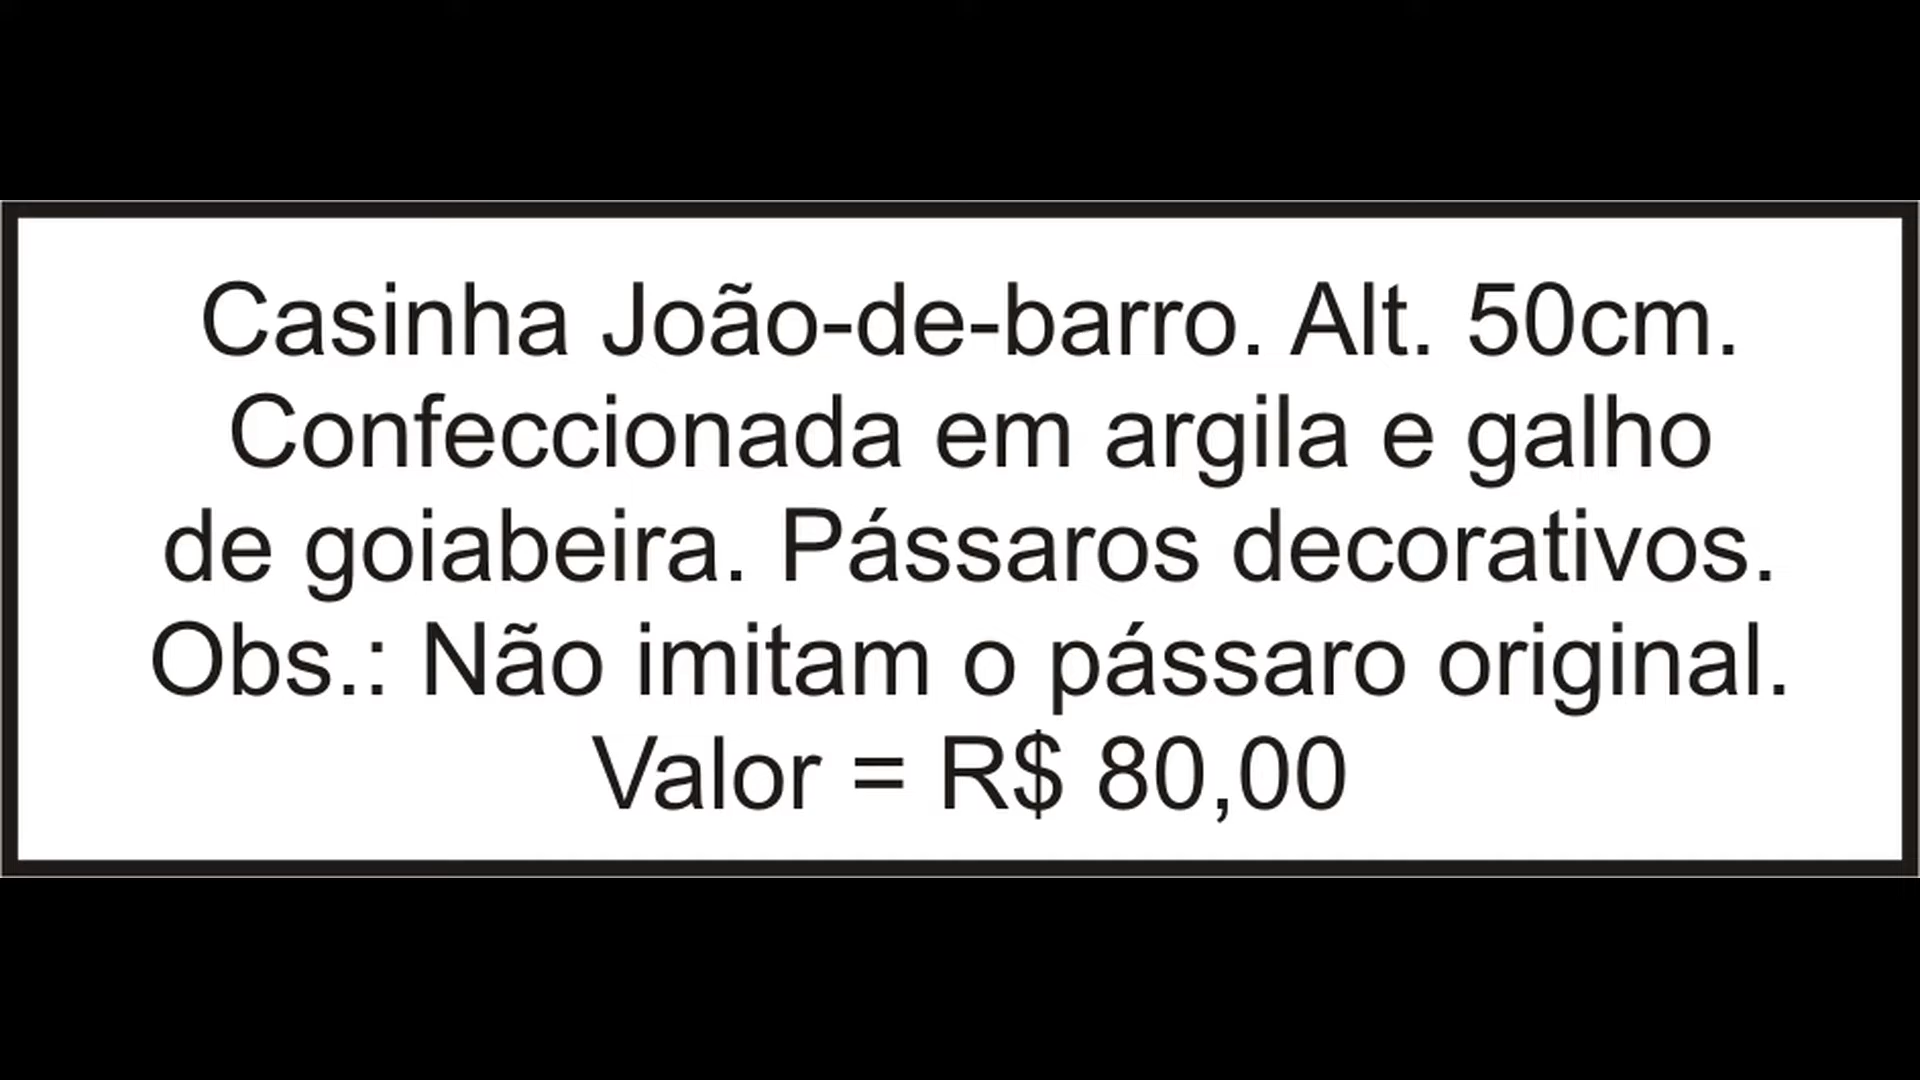 Casinha João-de-barro. Alt. 50cm.
Confeccionada em argila e galho
de goiabeira. Pássaros decorativos.
Obs.: Não imitam o pássaro original.
Valor = R$ 80,00